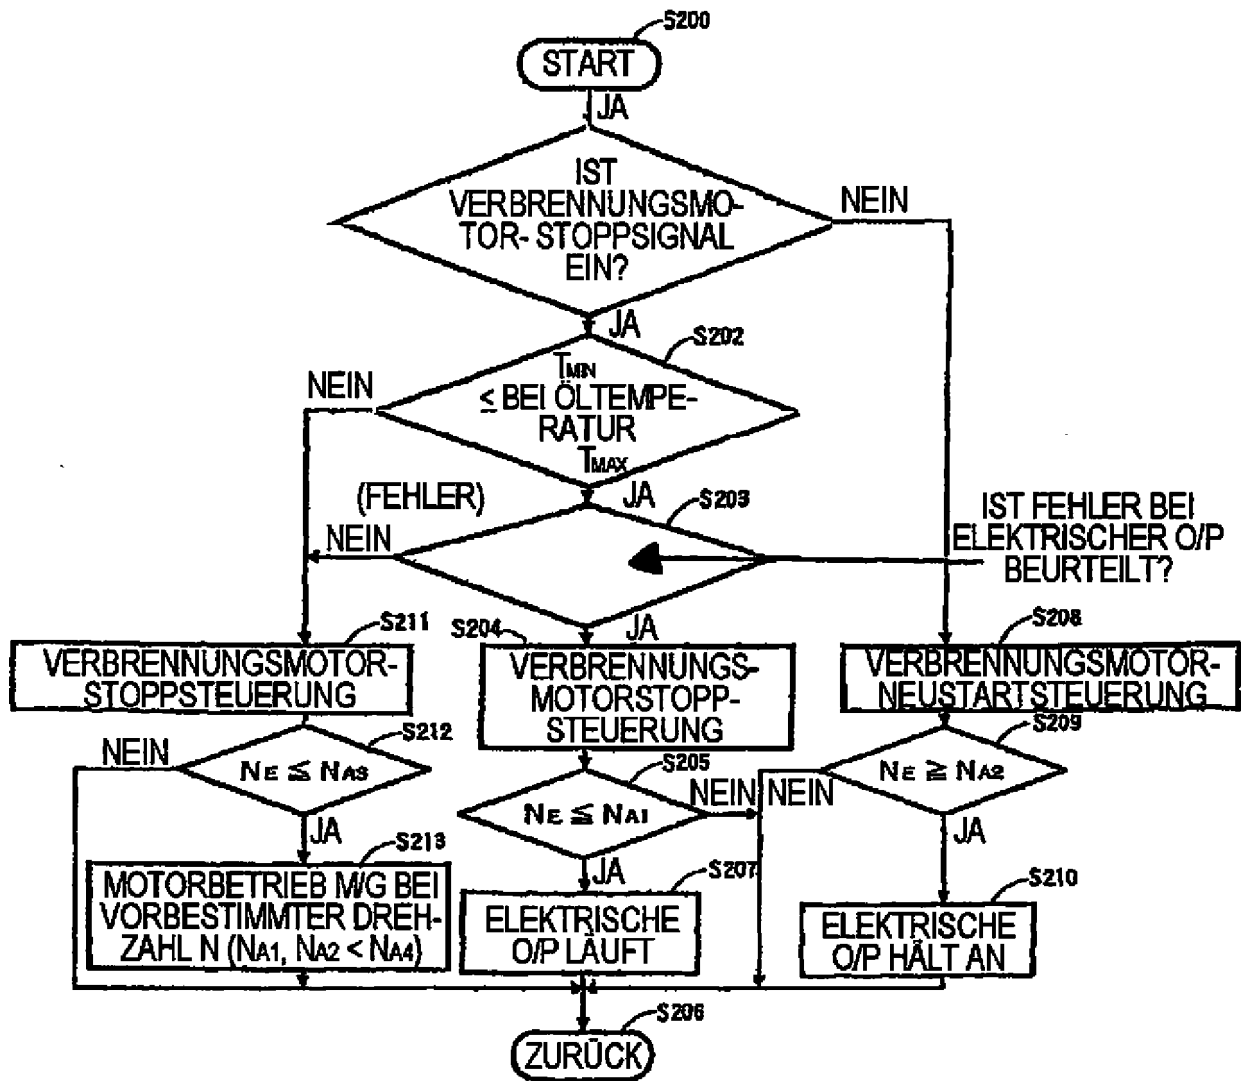 S200
START
JA
IST
VERBRENNUNGSMO-
TOR- STOPPSIGNAL
EIN?
NEIN
JA
S202
NEIN
TMIN
≤ BEI ÖLTEMPE-
RATUR
TMAX
JA
(FEHLER)
S203
NEIN
IST FEHLER BEI
ELEKTRISCHER O/P
BEURTEILT?
JA
S211
VERBRENNUNGSMOTOR-
STOPPSTEUERUNG
S204
VERBRENNUNGS-
MOTORSTOPP-
STEUERUNG
S208
VERBRENNUNGSMOTOR-
NEUSTARTSTEUERUNG
NEIN
S212
NE ≦ NA3
JA
S205
NE ≦ NA1
NEIN
JA
S209
NEIN
NE ≧ NA2
JA
S213
MOTORBETRIEB M/G BEI
VORBESTIMMTER DREH-
ZAHL N (NA1, NA2 < NA4)
S207
ELEKTRISCHE
O/P LÄUFT
S210
ELEKTRISCHE
O/P HÄLT AN
S206
ZURÜCK